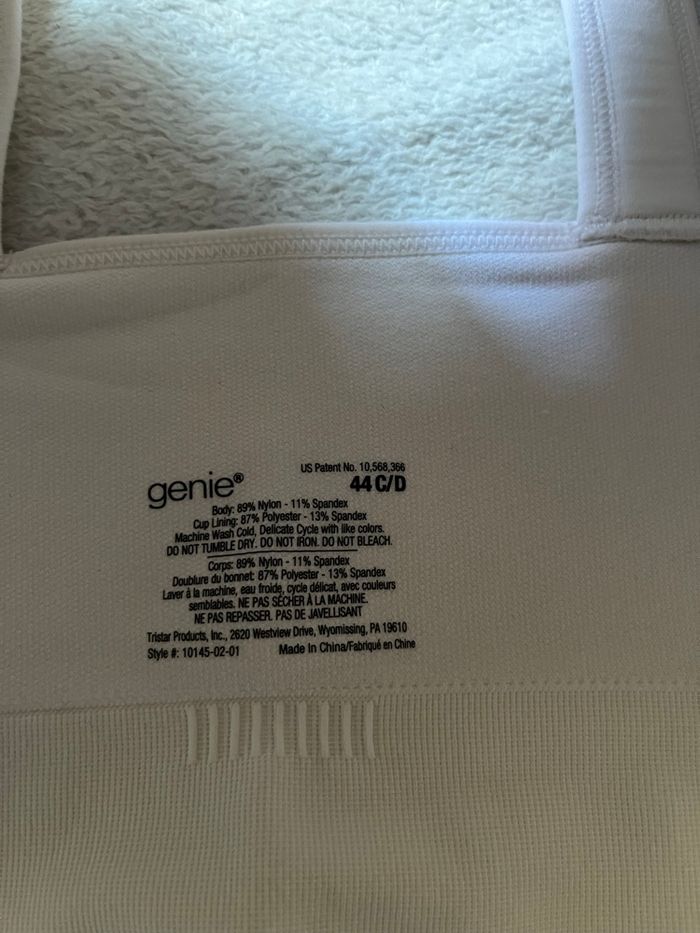 genie®
US Patent No. 10,568,366
44 C/D
Body: 89% Nylon - 11% Spandex
Cup Lining: 87% Polyester - 13% Spandex
Machine Wash Cold, Delicate Cycle with like colors.
DO NOT TUMBLE DRY. DO NOT IRON. DO NOT BLEACH.
Corps: 89% Nylon - 11% Spandex
Doublure du bonnet: 87% Polyester - 13% Spandex
Laver à la machine, eau froide, cycle délicat, avec couleurs
semblables. NE PAS SÉCHER À LA MACHINE.
NE PAS REPASSER. PAS DE JAVELLISANT
Tristar Products, Inc., 2620 Westview Drive, Wyomissing, PA 19610
Style #: 10145-02-01 Made In China/Fabriqué en Chine